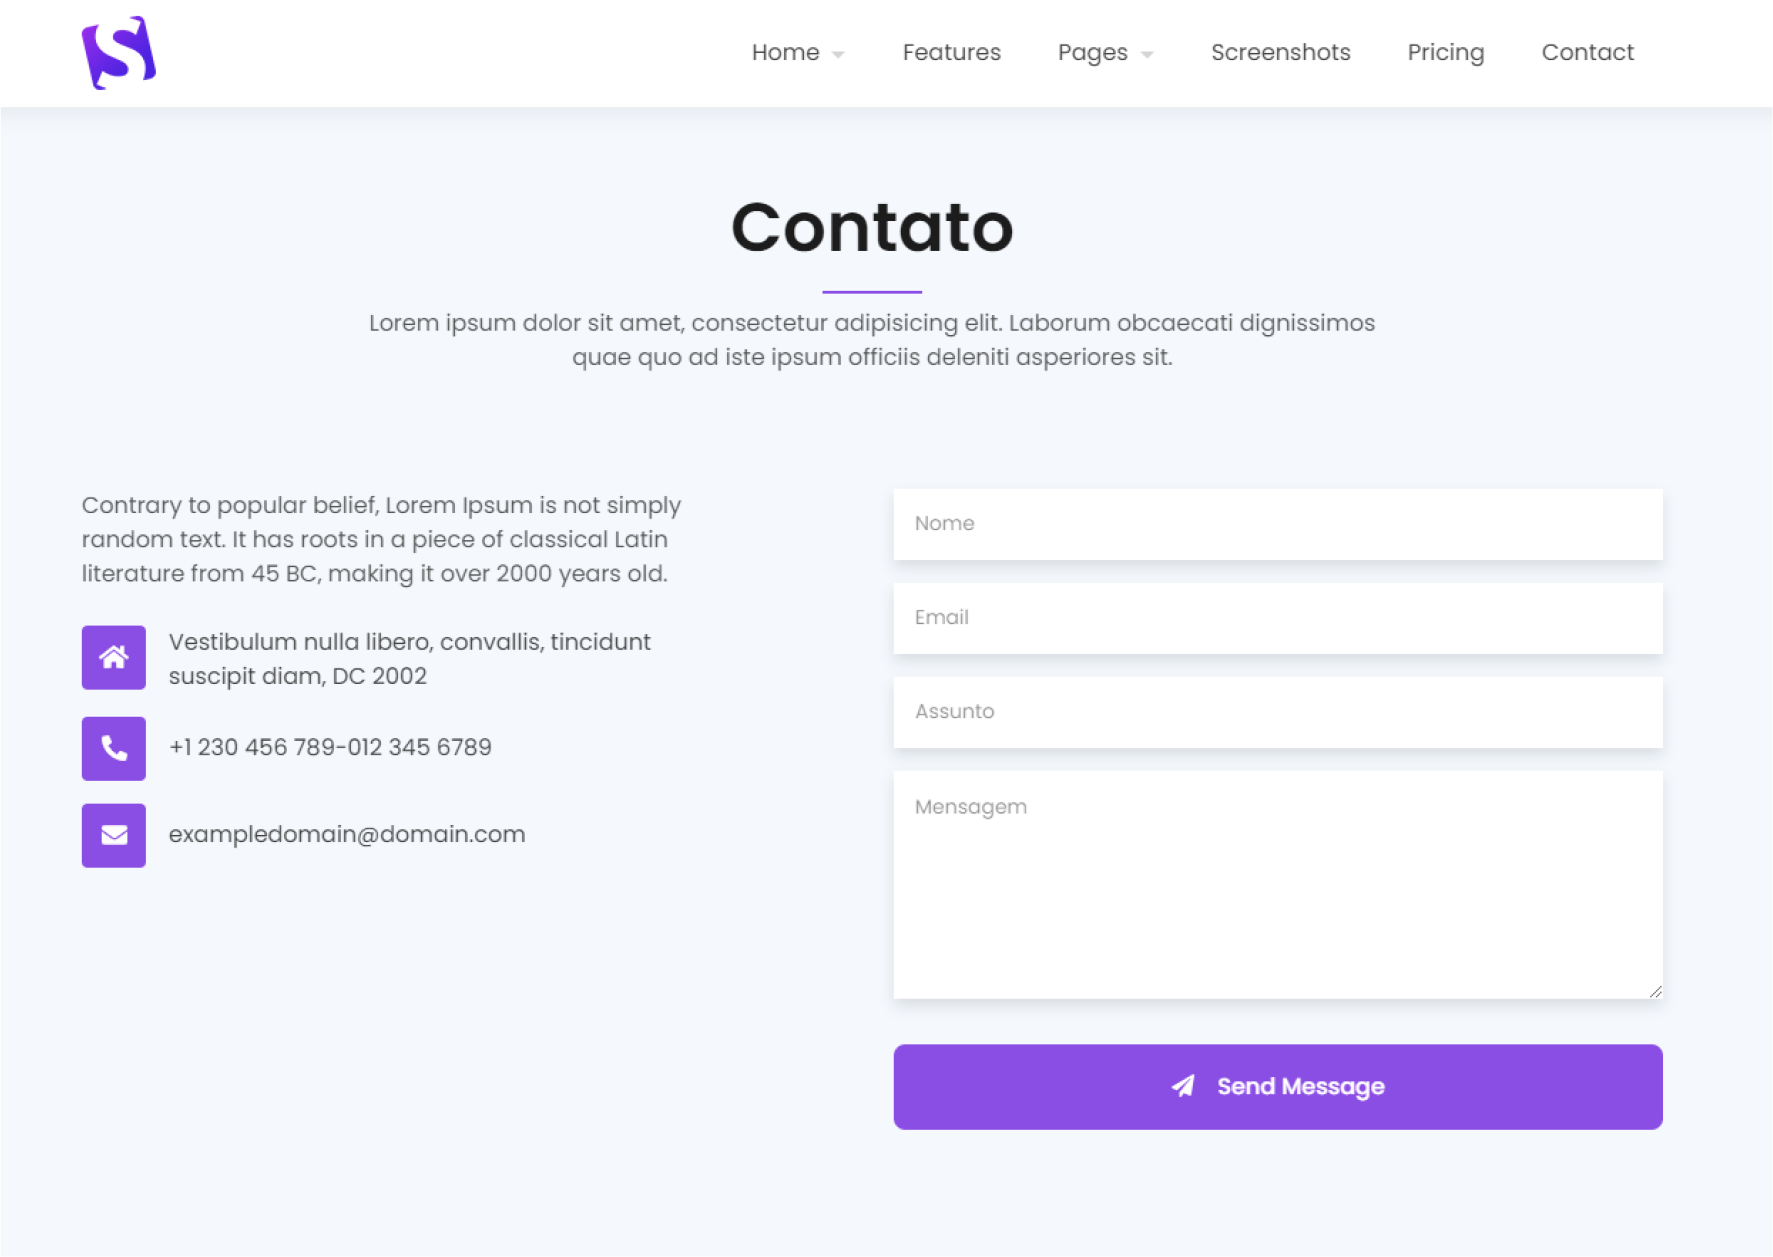 Home
Features
Pages
Screenshots
Pricing
Contact
Contato
Lorem ipsum dolor sit amet, consectetur adipisicing elit. Laborum obcaecati dignissimos
quae quo ad iste ipsum officiis deleniti asperiores sit.
Contrary to popular belief, Lorem Ipsum is not simply
random text. It has roots in a piece of classical Latin
literature from 45 BC, making it over 2000 years old.
Vestibulum nulla libero, convallis, tincidunt
suscipit diam, DC 2002
+1 230 456 789-012 345 6789
exampledomain@domain.com
Nome
Email
Assunto
Mensagem
Send Message